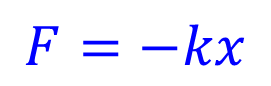 F = −kx